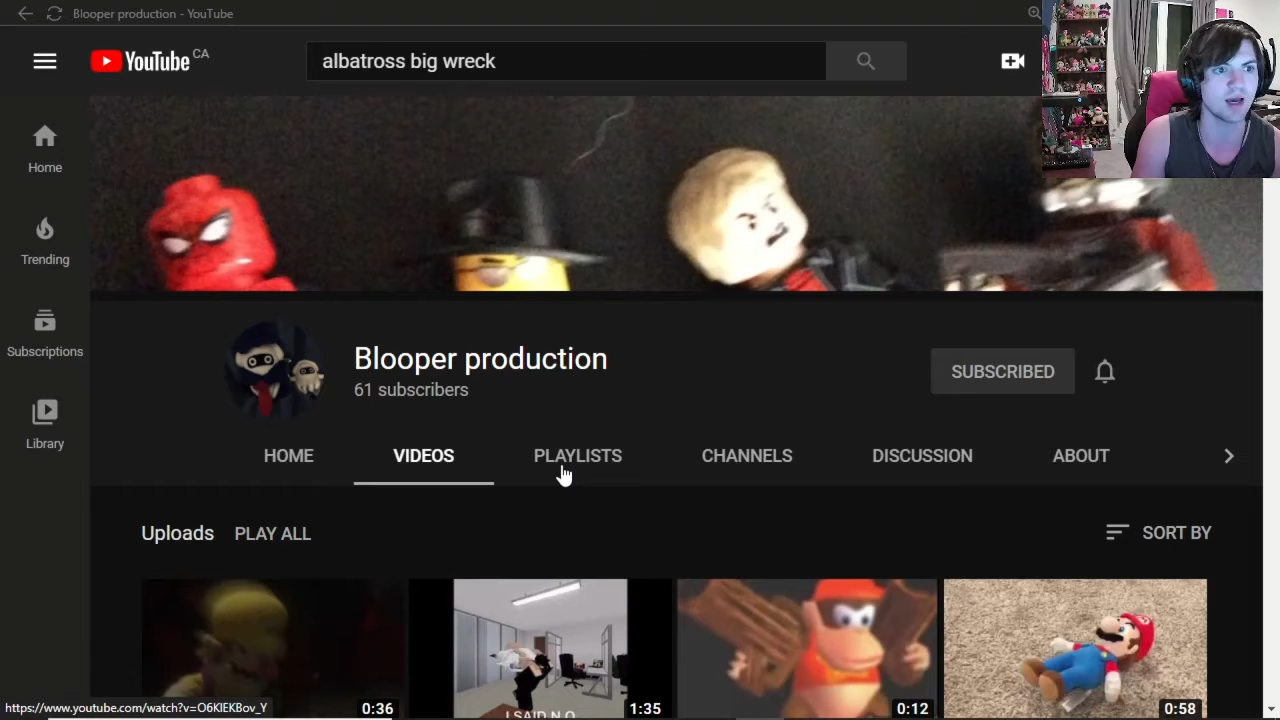 Blooper production - YouTube
YouTube CA
albatross big wreck
Home
Trending
Subscriptions
Library
Blooper production
61 subscribers
SUBSCRIBED
HOME VIDEOS PLAYLISTS CHANNELS DISCUSSION ABOUT
Uploads PLAY ALL
SORT BY
I SAID N O
0:36 1:35 0:12 0:58
https://www.youtube.com/watch?v=O6KlEKBov_Y